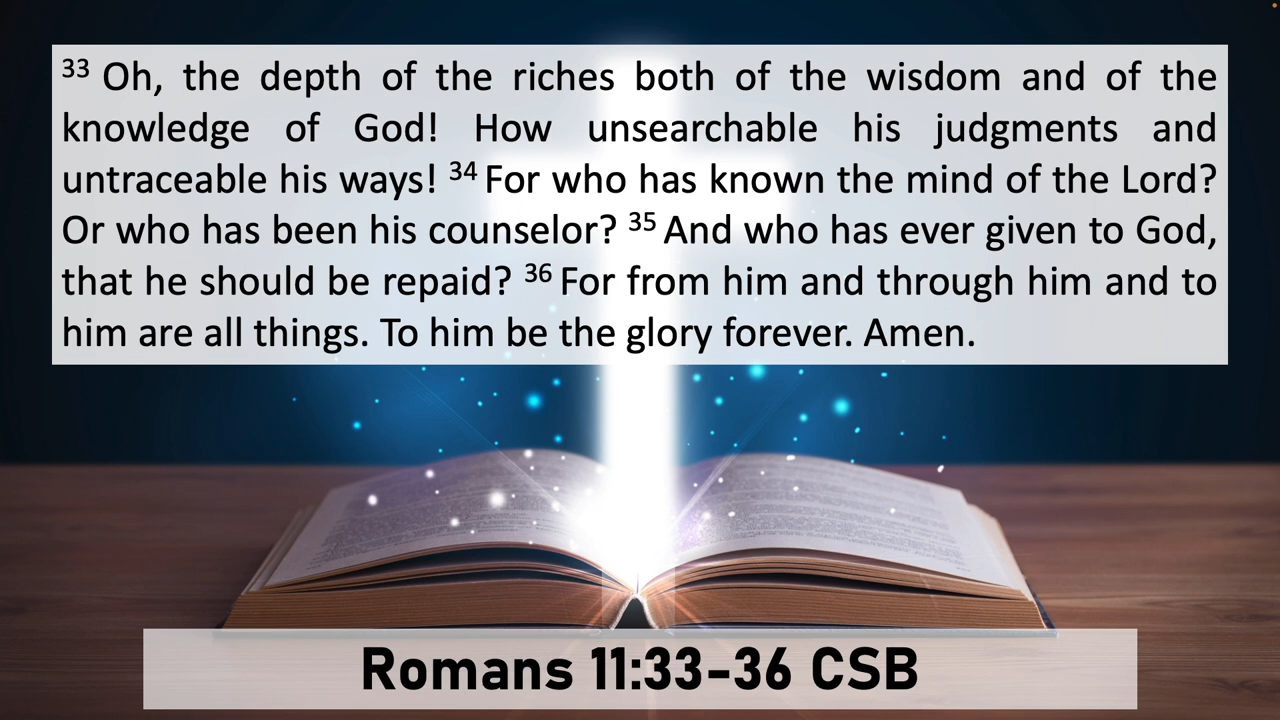 ³³ Oh, the depth of the riches both of the wisdom and of the
knowledge of God! How unsearchable his judgments and
untraceable his ways! ³⁴ For who has known the mind of the Lord?
Or who has been his counselor? ³⁵ And who has ever given to God,
that he should be repaid? ³⁶ For from him and through him and to
him are all things. To him be the glory forever. Amen.
Romans 11:33-36 CSB